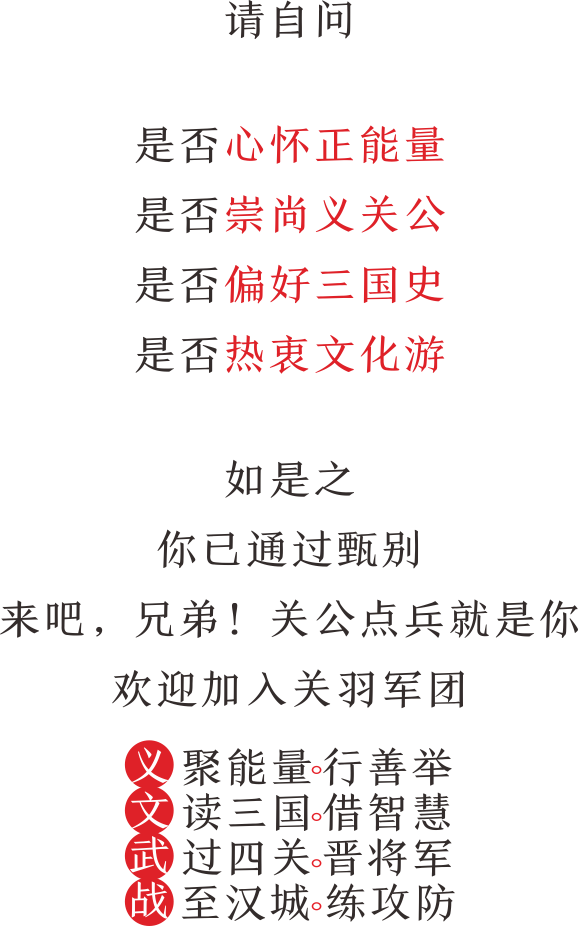 请自问
是否心怀正能量
是否崇尚义关公
是否偏好三国史
是否热衷文化游
如是之
你已通过甄别
来吧，兄弟！关公点兵就是你
欢迎加入关羽军团
义 聚能量。行善举
文 读三国。借智慧
武 过四关。晋将军
战 至汉城。练攻防